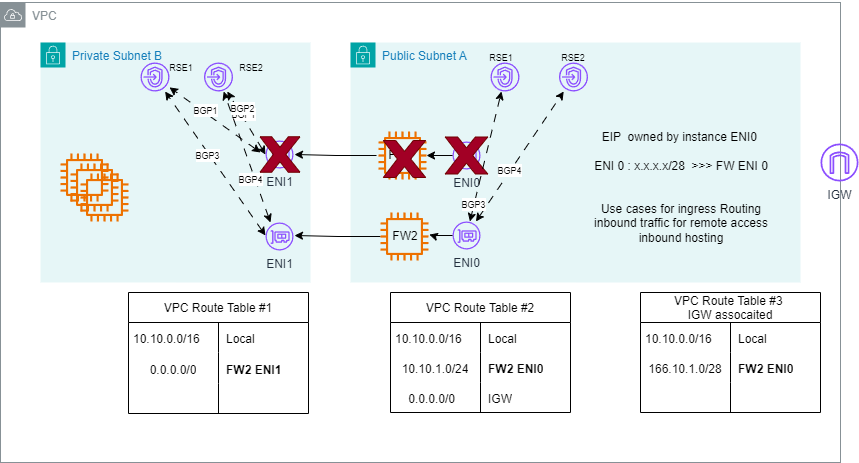 VPC
Private Subnet B
Public Subnet A
RSE1
RSE2
RSE1
RSE2
BGP1
BGP2
BGP3
BGP4
BGP4
BGP3
ENI1
ENI0
EIP owned by instance ENI0
ENI 0 : x.x.x.x/28 >>> FW ENI 0
Use cases for ingress Routing
inbound traffic for remote access
inbound hosting
IGW
FW2
ENI1
ENI0
VPC Route Table #1
10.10.0.0/16 Local
0.0.0.0/0 FW2 ENI1
VPC Route Table #2
10.10.0.0/16 Local
10.10.1.0/24 FW2 ENI0
0.0.0.0/0 IGW
VPC Route Table #3
IGW assocaited
10.10.0.0/16 Local
166.10.1.0/28 FW2 ENI0